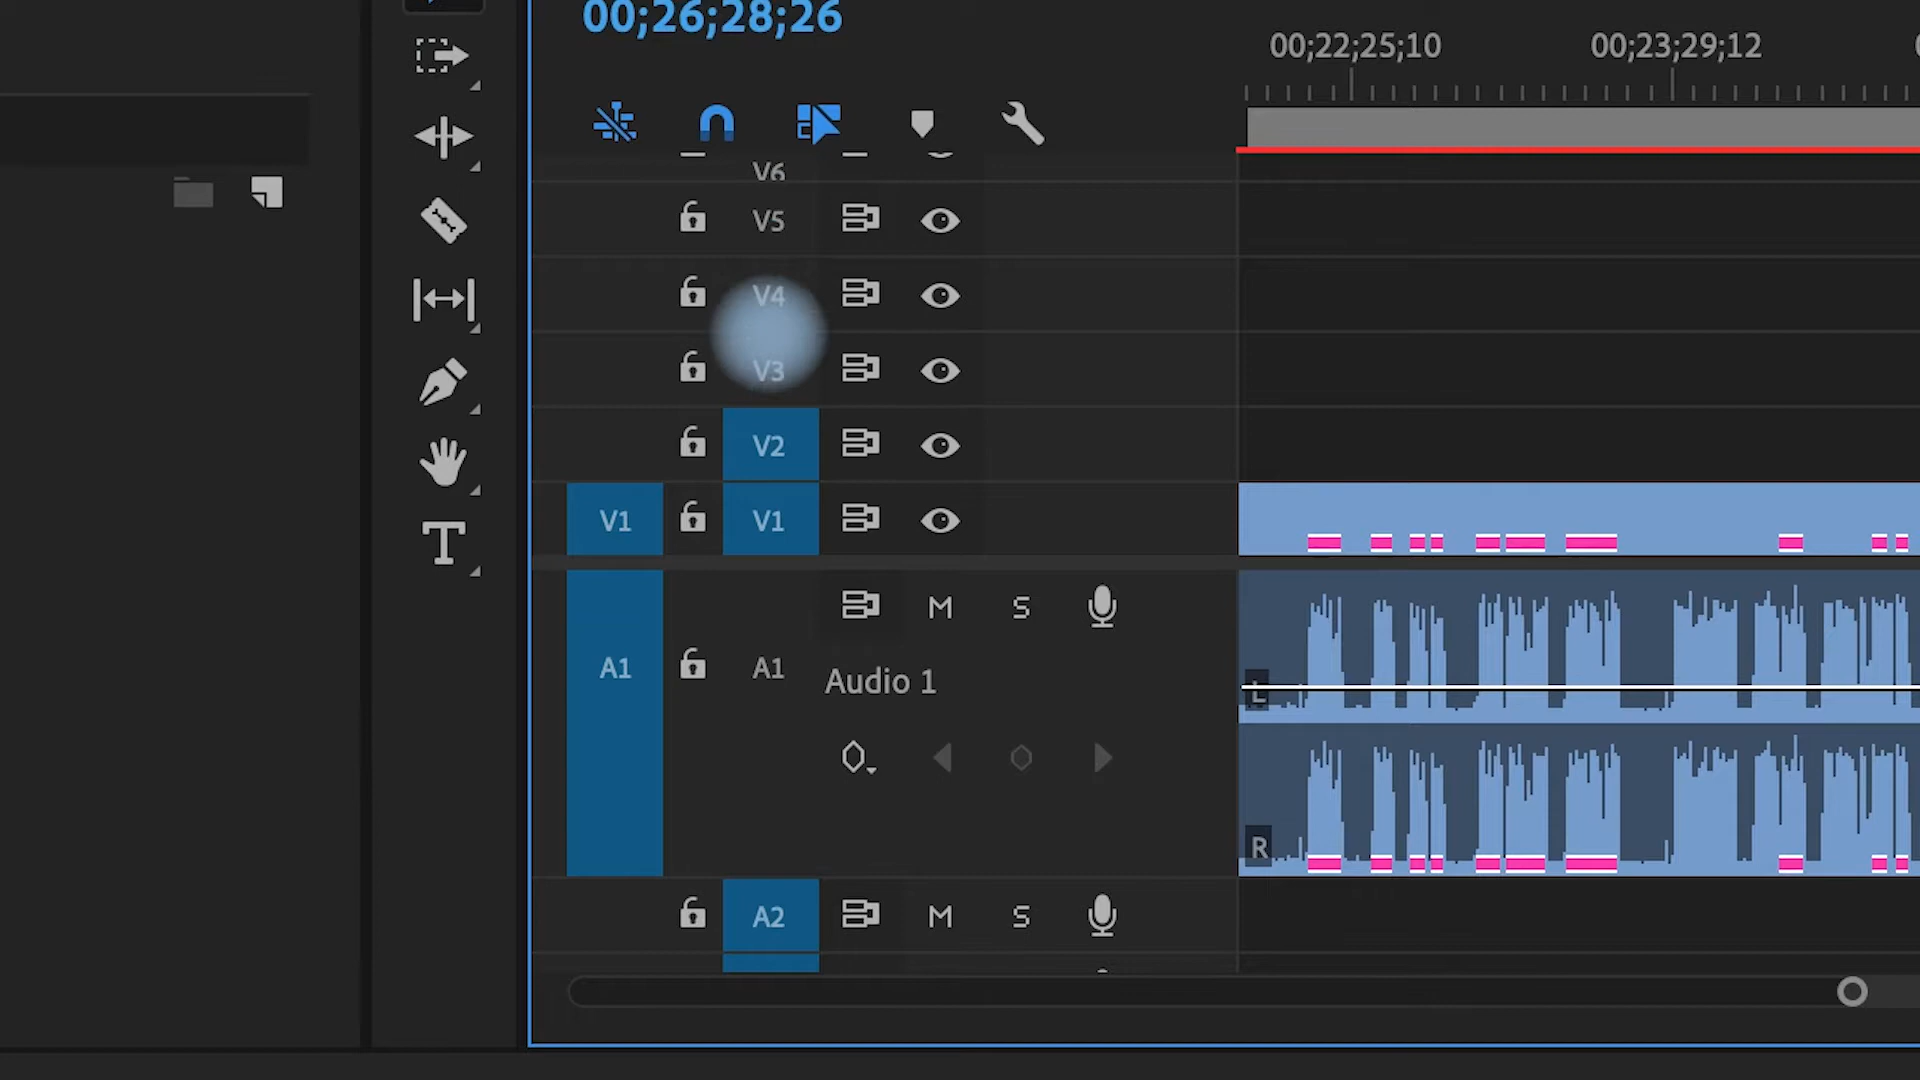 00;26;28;26
00;22;25;10 00;23;29;12
V6
V5
V4
V3
V2
V1 V1
M S
A1 A1
Audio 1
L
R
A2 M S